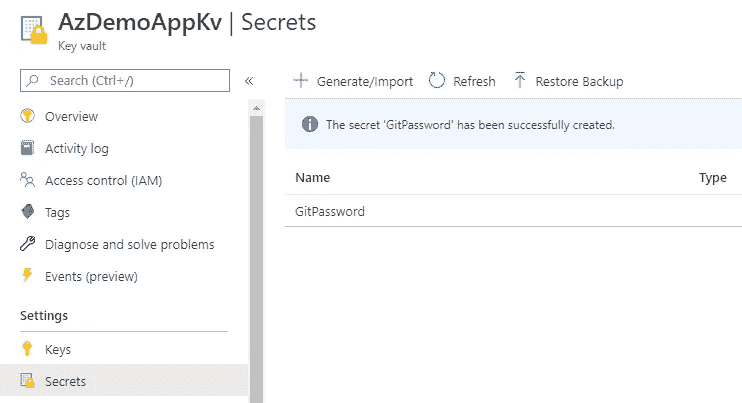 AzDemoAppKv | Secrets
Key vault
Search (Ctrl+/)
«
Overview
Activity log
Access control (IAM)
Tags
Diagnose and solve problems
Events (preview)
Settings
Keys
Secrets
Generate/Import Refresh Restore Backup
The secret 'GitPassword' has been successfully created.
Name Type
GitPassword